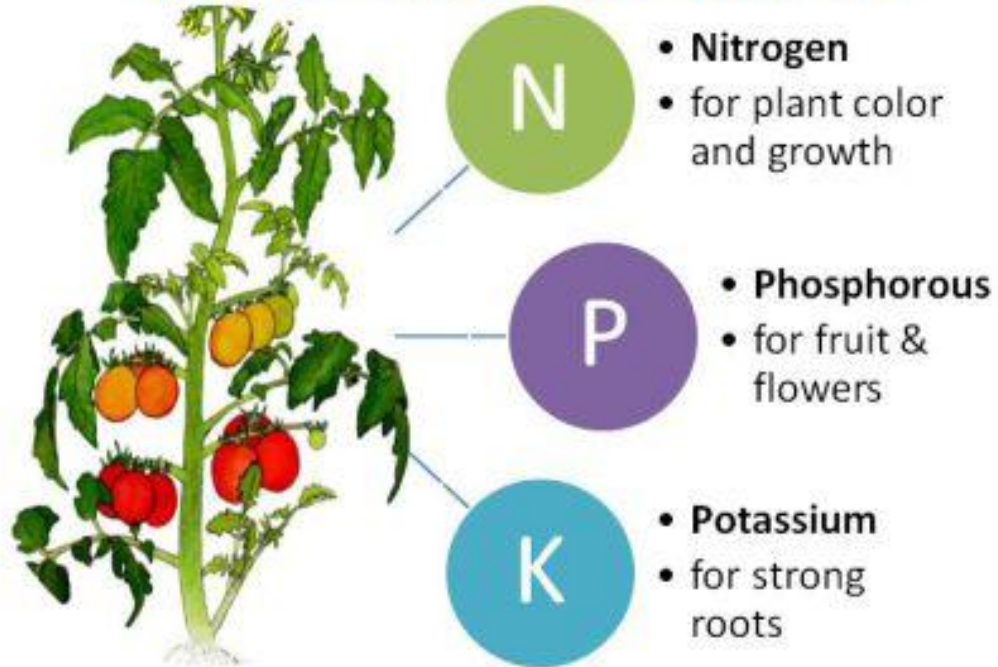 N
• Nitrogen
• for plant color
and growth
P
• Phosphorous
• for fruit &
flowers
K
• Potassium
• for strong
roots